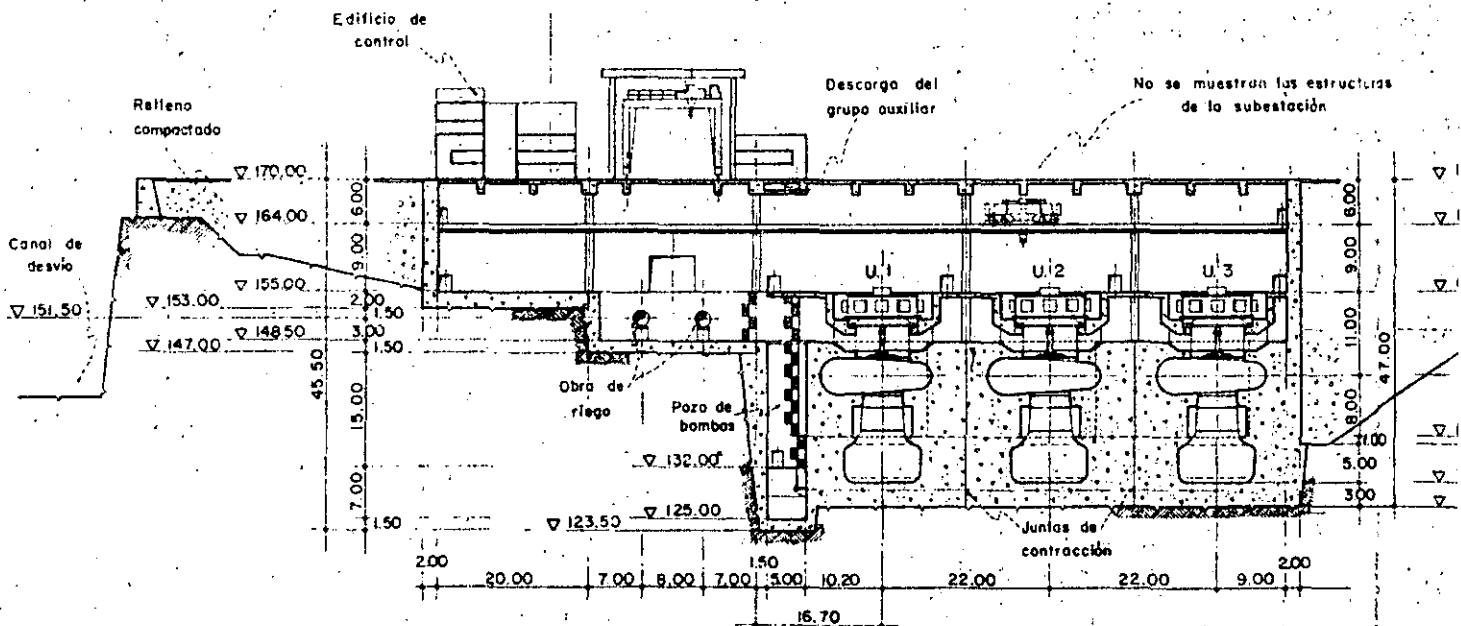 Edificio de
control
Descarga del
grupo auxiliar
No se muestran las estructuras
de la subestación
Relleno
compactado
▽ 170.00
6.00
6.00
▽ 164.00
Canal de
desvío
9.00
9.00
U. 1
U. 2
U. 3
▽ 155.00
2.00
▽ 153.00
1.50
▽ 151.50
▽ 148.50
3.00
11.00
▽ 147.00
1.50
45.50
47.00
Obra de
riego
Pozo de
bombas
15.00
8.00
1.00
▽ 132.00
5.00
7.00
3.00
▽ 125.00
▽ 123.50
1.50
Juntas de
contracción
2.00
20.00
7.00
8.00
7.00
1.50
5.00
10.20
22.00
22.00
9.00
2.00
16.70